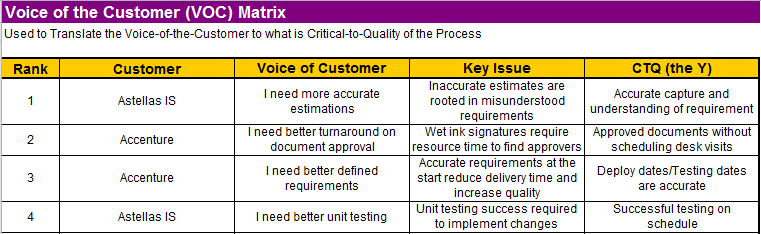 Voice of the Customer (VOC) Matrix
Used to Translate the Voice-of-the-Customer to what is Critical-to-Quality of the Process
Rank Customer Voice of Customer Key Issue CTQ (the Y)
1 Astellas IS I need more accurate estimations Inaccurate estimates are rooted in misunderstood requirements Accurate capture and understanding of requirement
2 Accenture I need better turnaround on document approval Wet ink signatures require resource time to find approvers Approved documents without scheduling desk visits
3 Accenture I need better defined requirements Accurate requirements at the start reduce delivery time and increase quality Deploy dates/Testing dates are accurate
4 Astellas IS I need better unit testing Unit testing success required to implement changes Successful testing on schedule